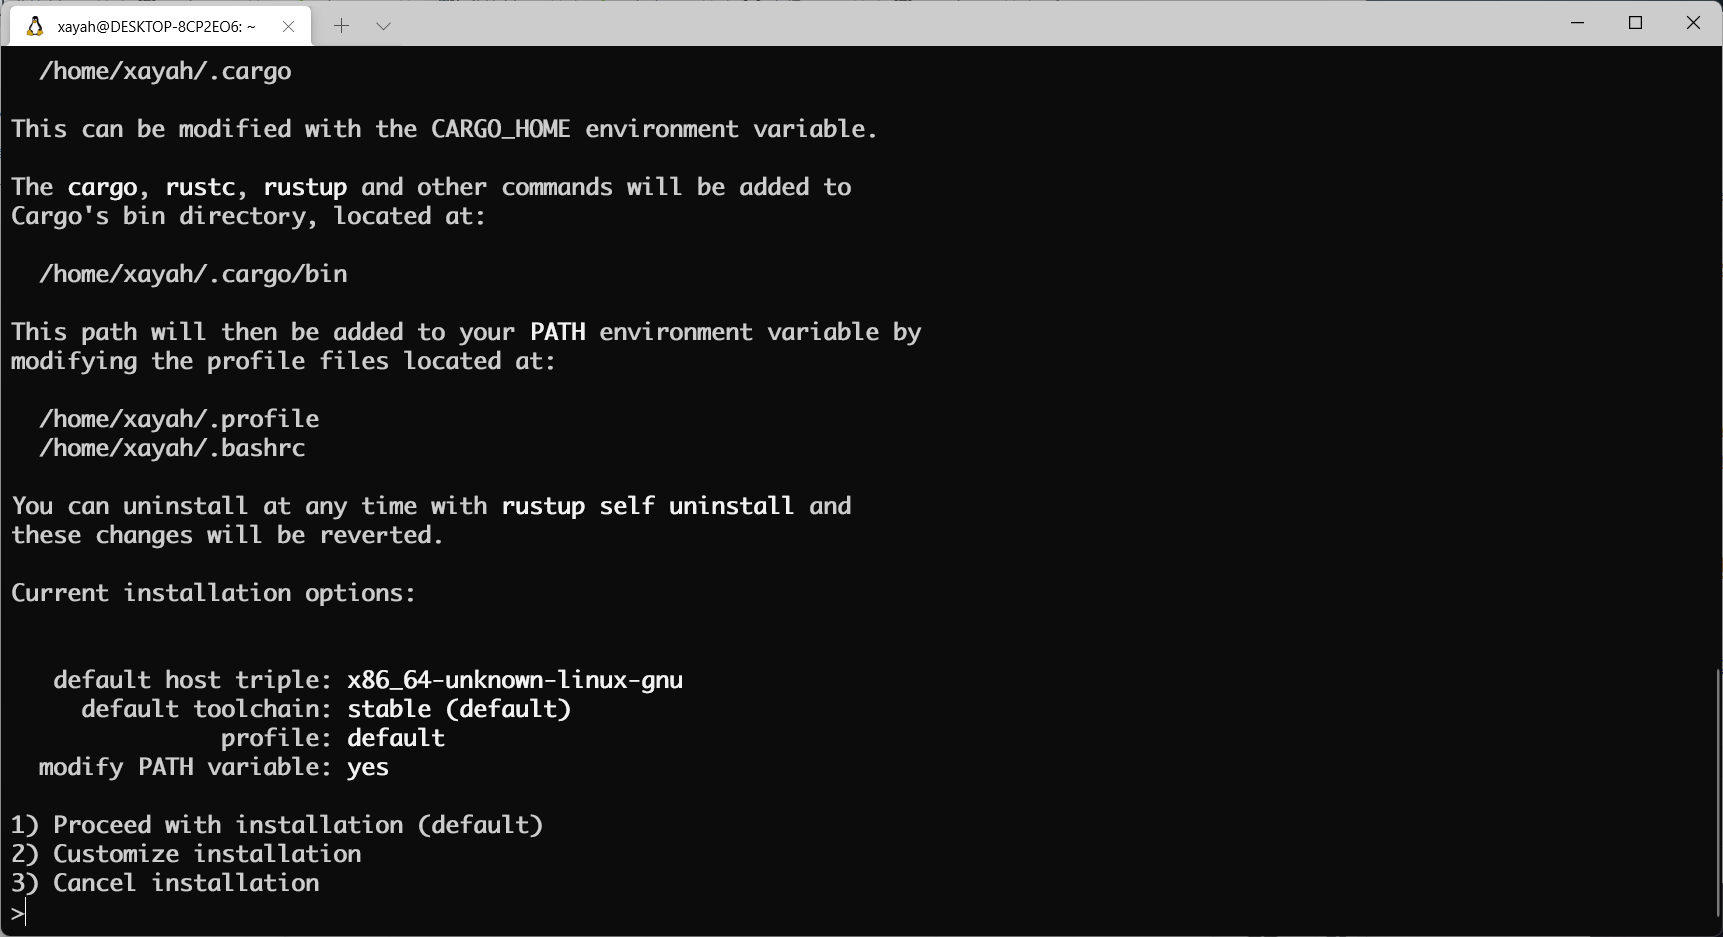 xayah@DESKTOP-8CP2EO6: ~
/home/xayah/.cargo
This can be modified with the CARGO_HOME environment variable.
The cargo, rustc, rustup and other commands will be added to
Cargo's bin directory, located at:
/home/xayah/.cargo/bin
This path will then be added to your PATH environment variable by
modifying the profile files located at:
/home/xayah/.profile
/home/xayah/.bashrc
You can uninstall at any time with rustup self uninstall and
these changes will be reverted.
Current installation options:
default host triple: x86_64-unknown-linux-gnu
default toolchain: stable (default)
profile: default
modify PATH variable: yes
1) Proceed with installation (default)
2) Customize installation
3) Cancel installation
>